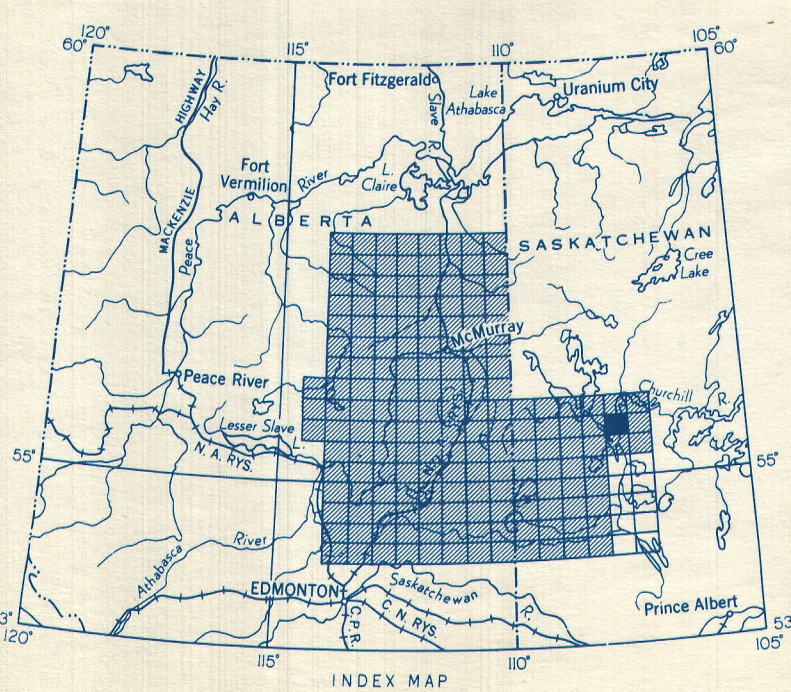 120°
60°
115°
110°
105°
60°
HIGHWAY
Hay R.
Fort Fitzgerald
Slave R.
Lake
Athabasca
Uranium City
Fort
Vermilion
River
L.
Claire
ALBERTA
MACKENZIE
Peace
SASKATCHEWAN
Cree
Lake
McMurray
Peace River
Churchill R.
Lesser Slave L.
N. A. RYS.
RYS.
55°
55°
River
Athabasca
EDMONTON
Saskatchewan R.
C. N. RYS.
C.P.R.
Prince Albert
3°
120°
115°
110°
53
105°
INDEX MAP